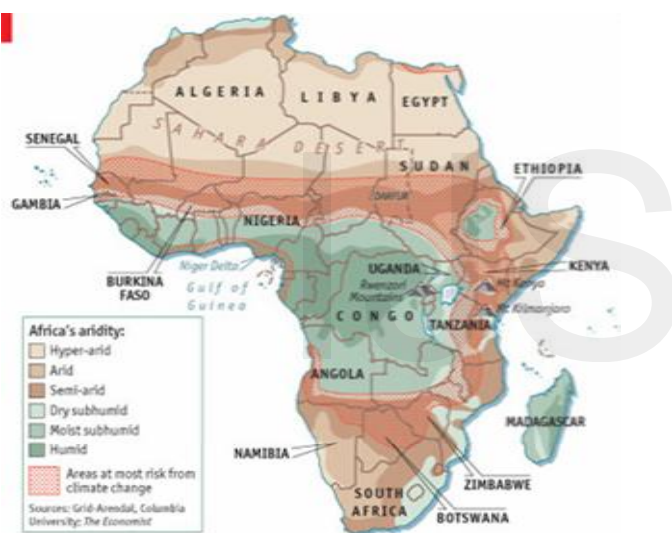 ALGERIA
LIBYA
EGYPT
SAHARA DESERT
SENEGAL
SUDAN
ETHIOPIA
DARFUR
GAMBIA
NIGERIA
BURKINA
FASO
Niger Delta
Gulf of
Guinea
UGANDA
KENYA
Rwenzori
Mountains
Mt Kenya
Mt Kilimanjaro
CONGO
TANZANIA
ANGOLA
MADAGASCAR
NAMIBIA
ZIMBABWE
SOUTH
AFRICA
BOTSWANA
Africa's aridity:
Hyper-arid
Arid
Semi-arid
Dry subhumid
Moist subhumid
Humid
Areas at most risk from
climate change
Sources: Grid-Arendal, Columbia
University; The Economist